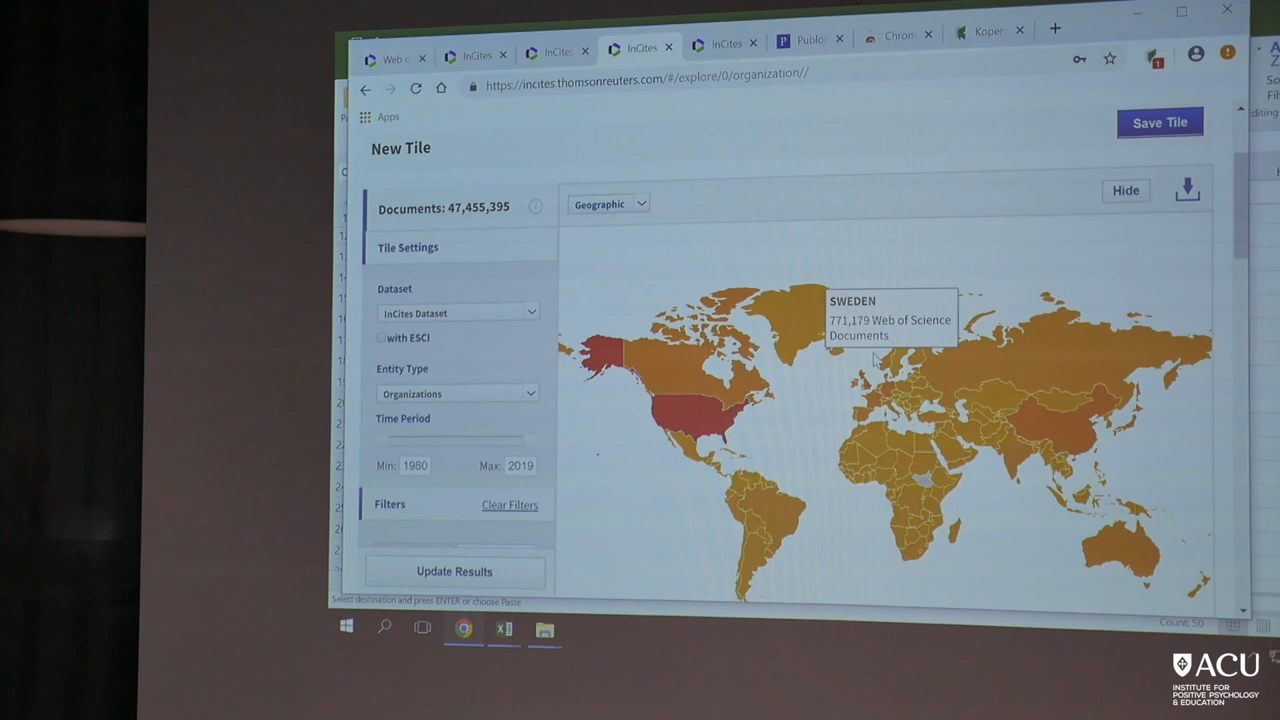 Web o
InCites
InCites
InCites
InCites
Publo
Chrom
Koper
https://incites.thomsonreuters.com/#/explore/0/organization//
1
Apps
New Tile
Save Tile
Documents: 47,455,395
Geographic
Hide
Tile Settings
Dataset
InCites Dataset
with ESCI
Entity Type
Organizations
Time Period
Min: 1980
Max: 2019
Filters
Clear Filters
Update Results
SWEDEN
771,179 Web of Science
Documents
Select destination and press ENTER or choose Paste
Count: 50
ACU
INSTITUTE FOR
POSITIVE PSYCHOLOGY
& EDUCATION